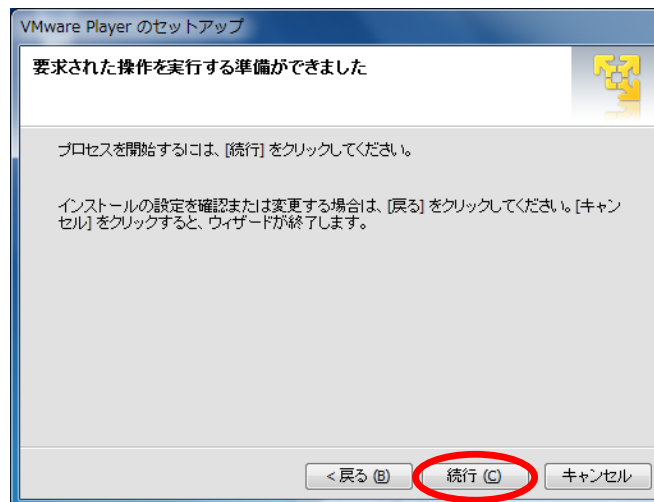 VMware Player のセットアップ
要求された操作を実行する準備ができました
プロセスを開始するには、[続行] をクリックしてください。
インストールの設定を確認または変更する場合は、[戻る] をクリックしてください。[キャン
セル] をクリックすると、ウィザードが終了します。
< 戻る (B) 続行 (C) キャンセル